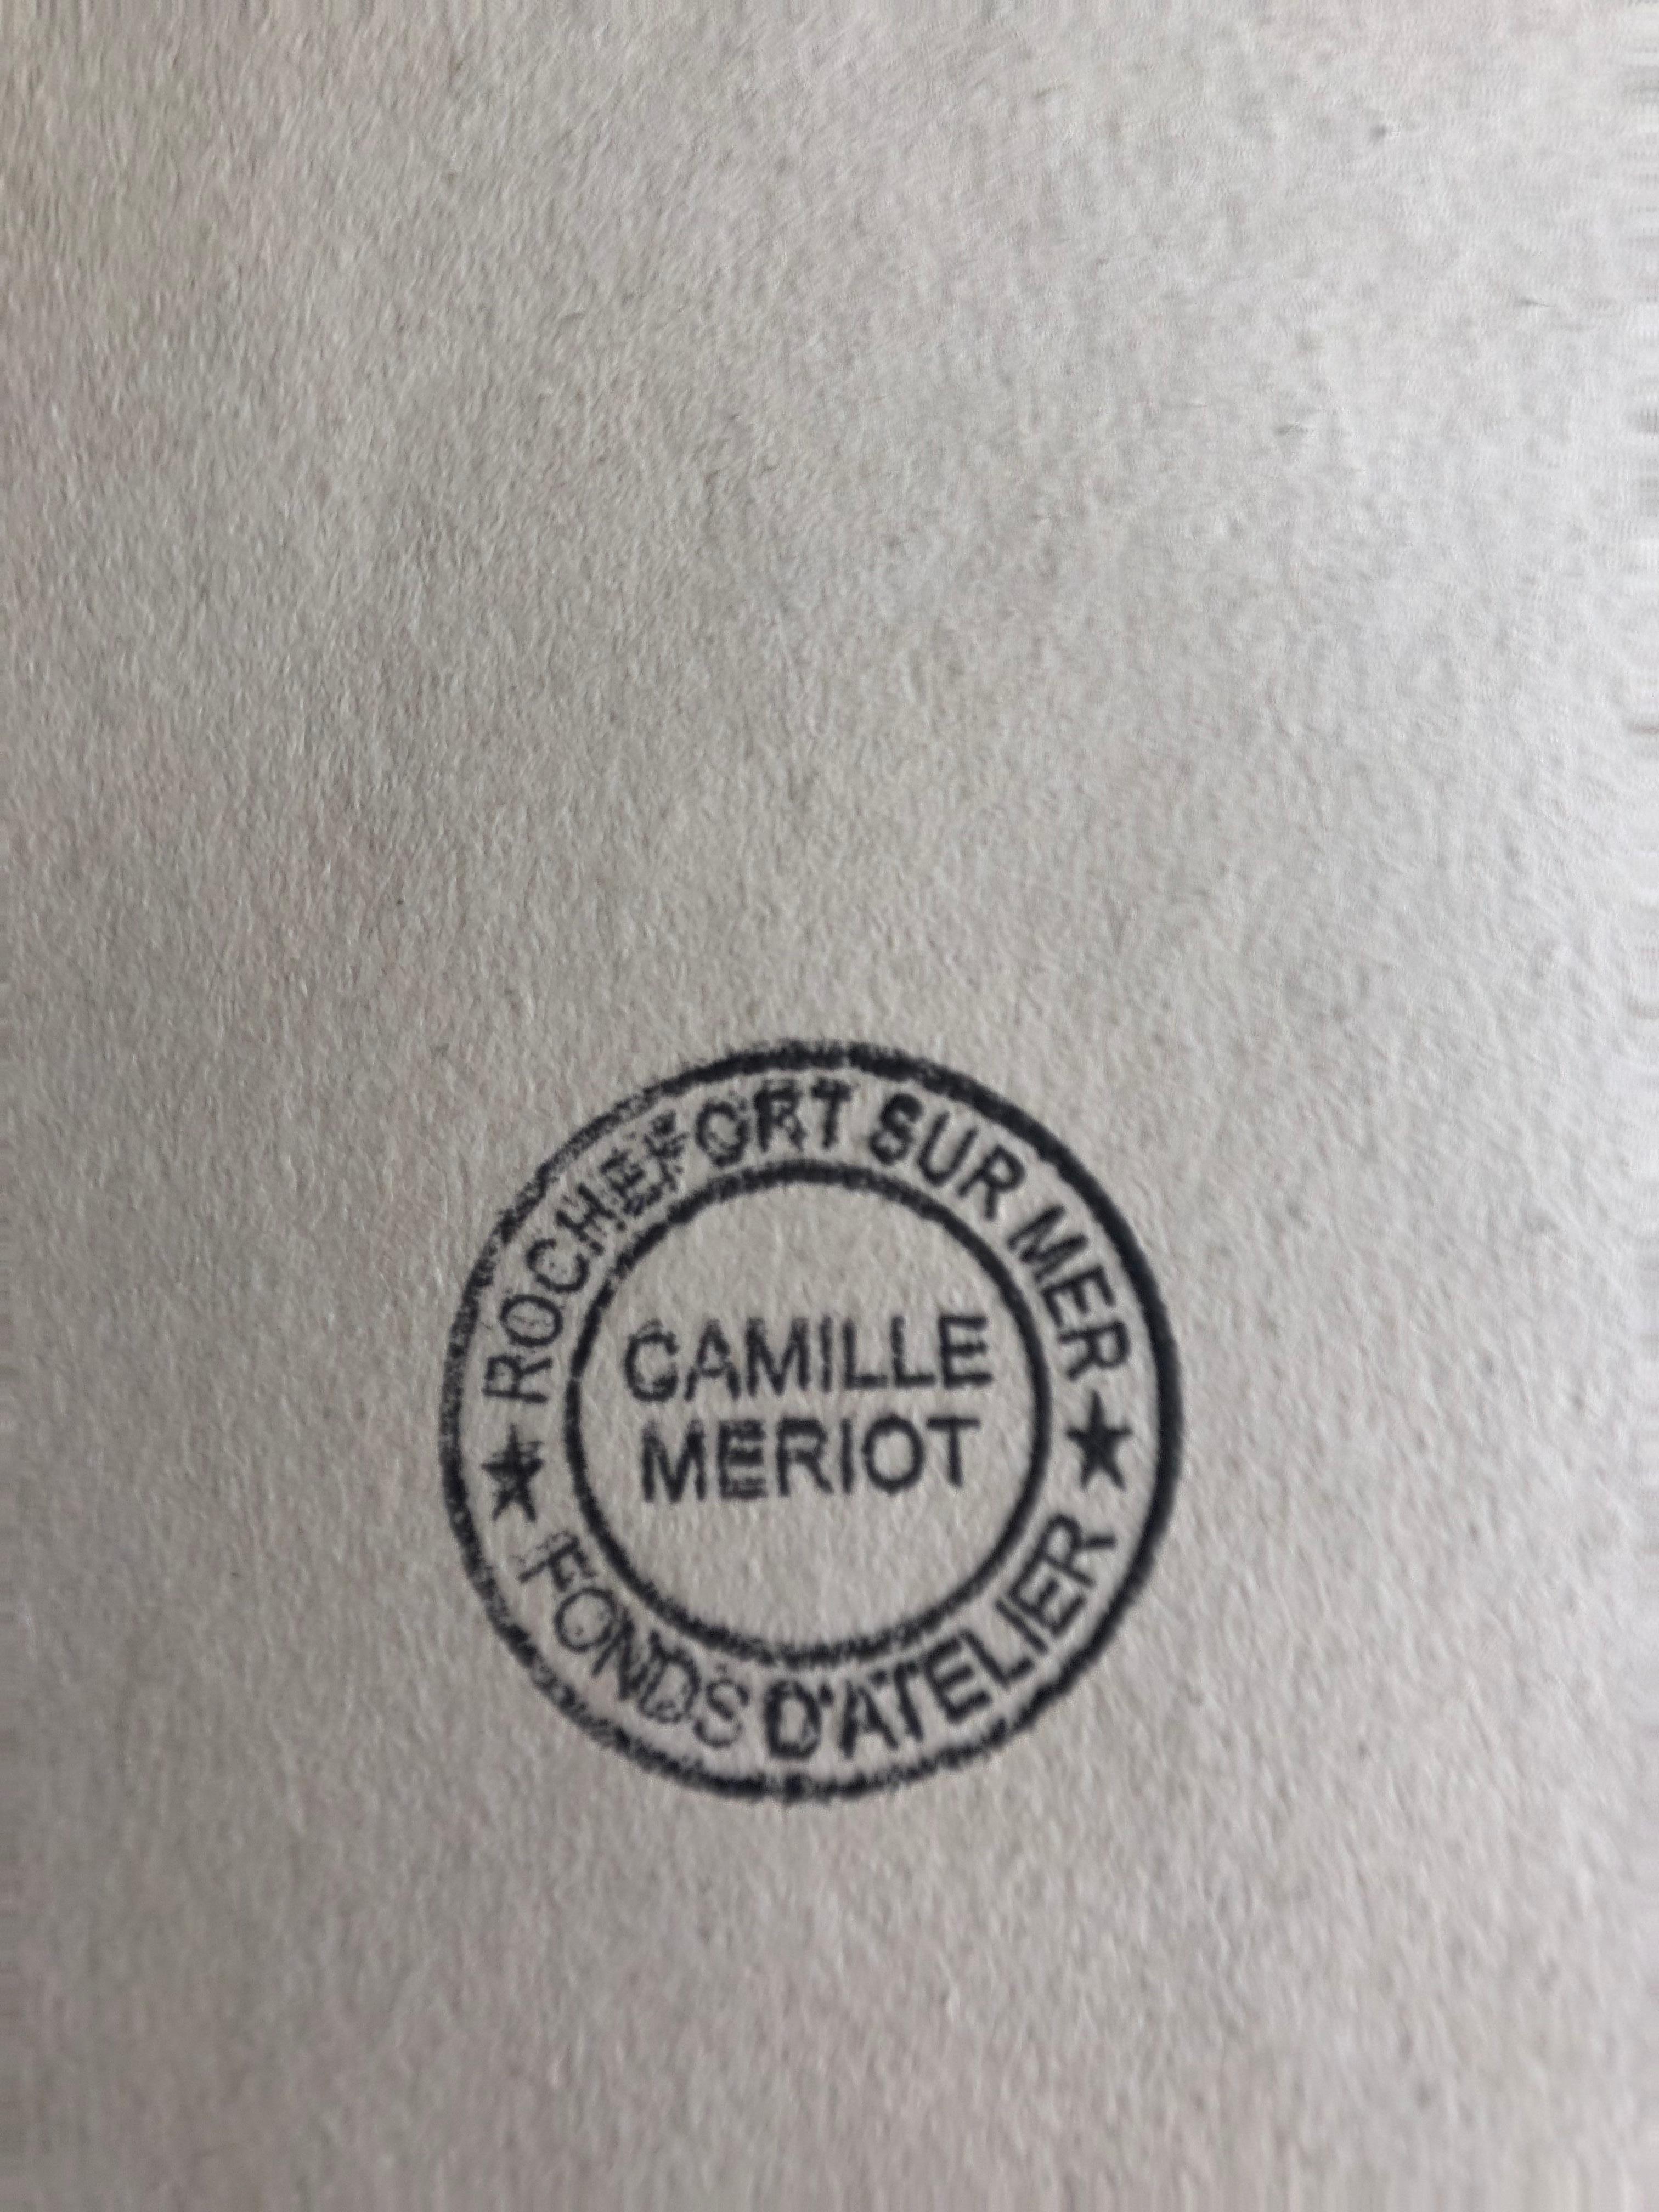 ★ ROCHEFORT SUR MER ★
CAMILLE
MERIOT
FONDS D'ATELIER